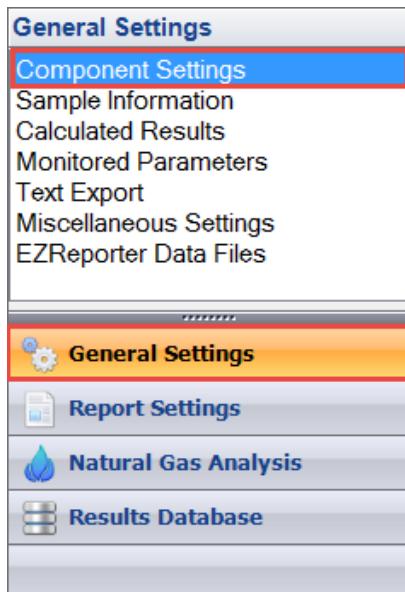 General Settings
Component Settings
Sample Information
Calculated Results
Monitored Parameters
Text Export
Miscellaneous Settings
EZReporter Data Files
General Settings
Report Settings
Natural Gas Analysis
Results Database